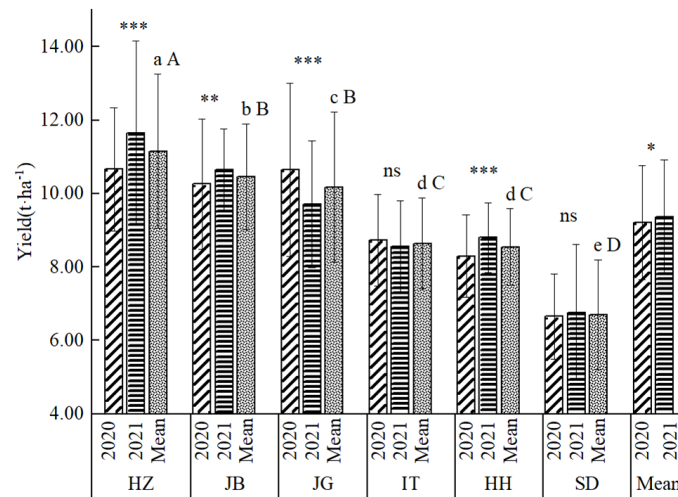 14.00
12.00
10.00
8.00
6.00
4.00
Yield(t·ha⁻¹)
***
a A
**
b B
***
c B
ns
d C
***
d C
ns
e D
*
2020 2021 Mean 2020 2021 Mean 2020 2021 Mean 2020 2021 Mean 2020 2021 Mean 2020 2021 Mean 2020 2021
HZ JB JG IT HH SD Mean